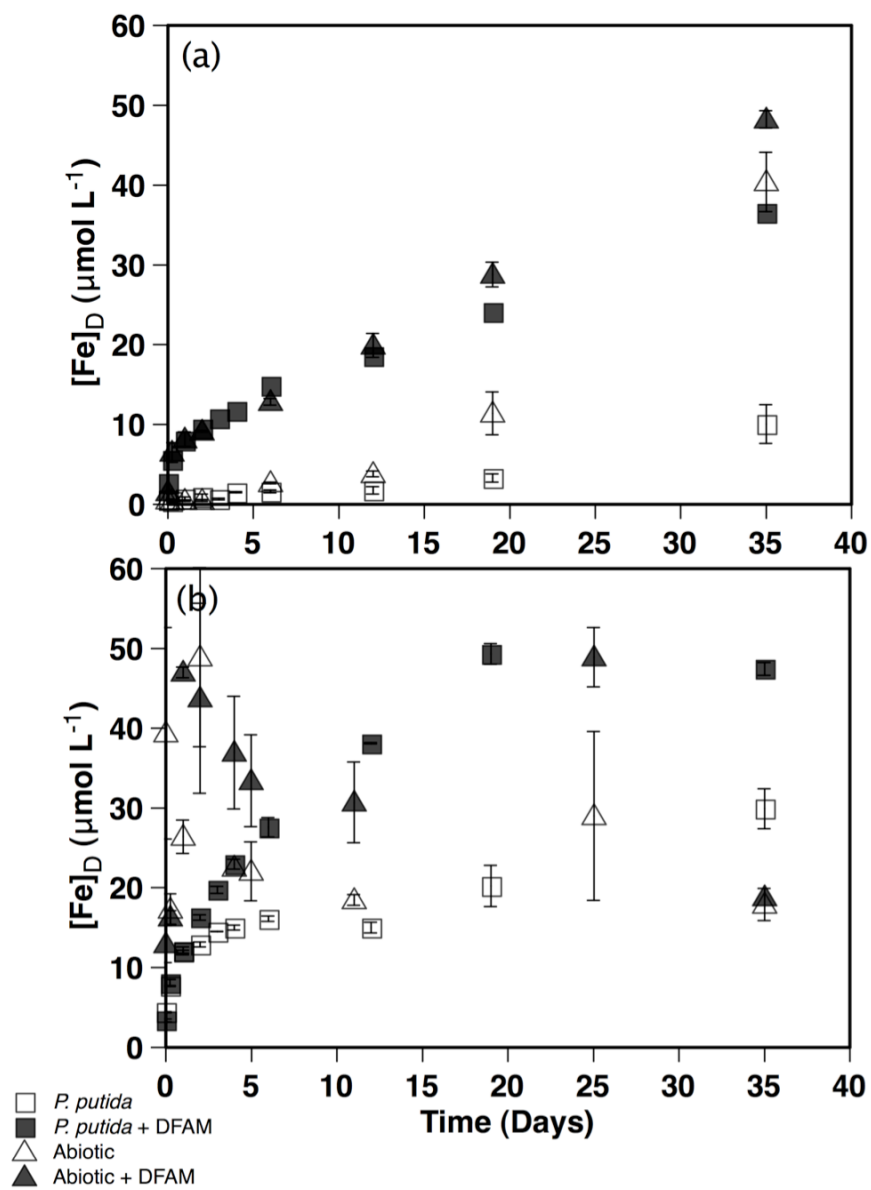 (a)
[Fe]D (µmol L-1)
60
50
40
30
20
10
0
0 5 10 15 20 25 30 35 40
(b)
[Fe]D (µmol L-1)
60
50
40
30
20
10
0
0 5 10 15 20 25 30 35 40
Time (Days)
P. putida
P. putida + DFAM
Abiotic
Abiotic + DFAM